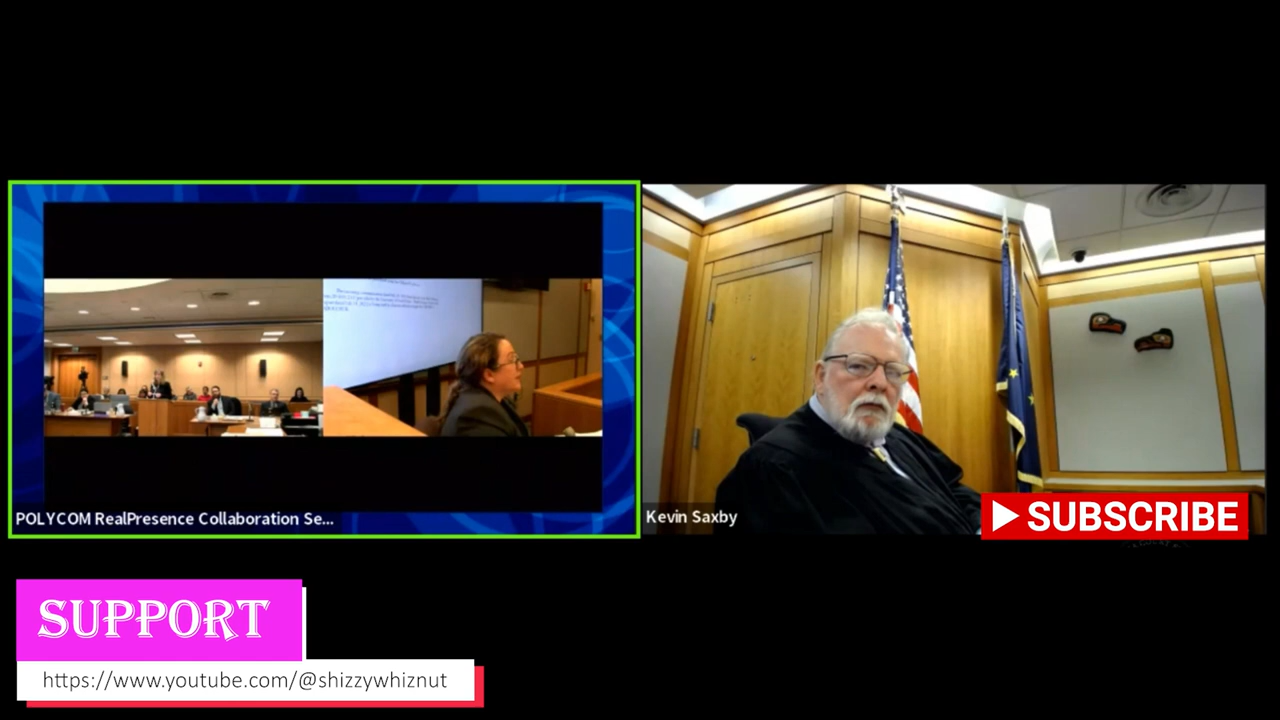 POLYCOM RealPresence Collaboration Se...
Kevin Saxby
SUBSCRIBE
SUPPORT
https://www.youtube.com/@shizzywhiznut